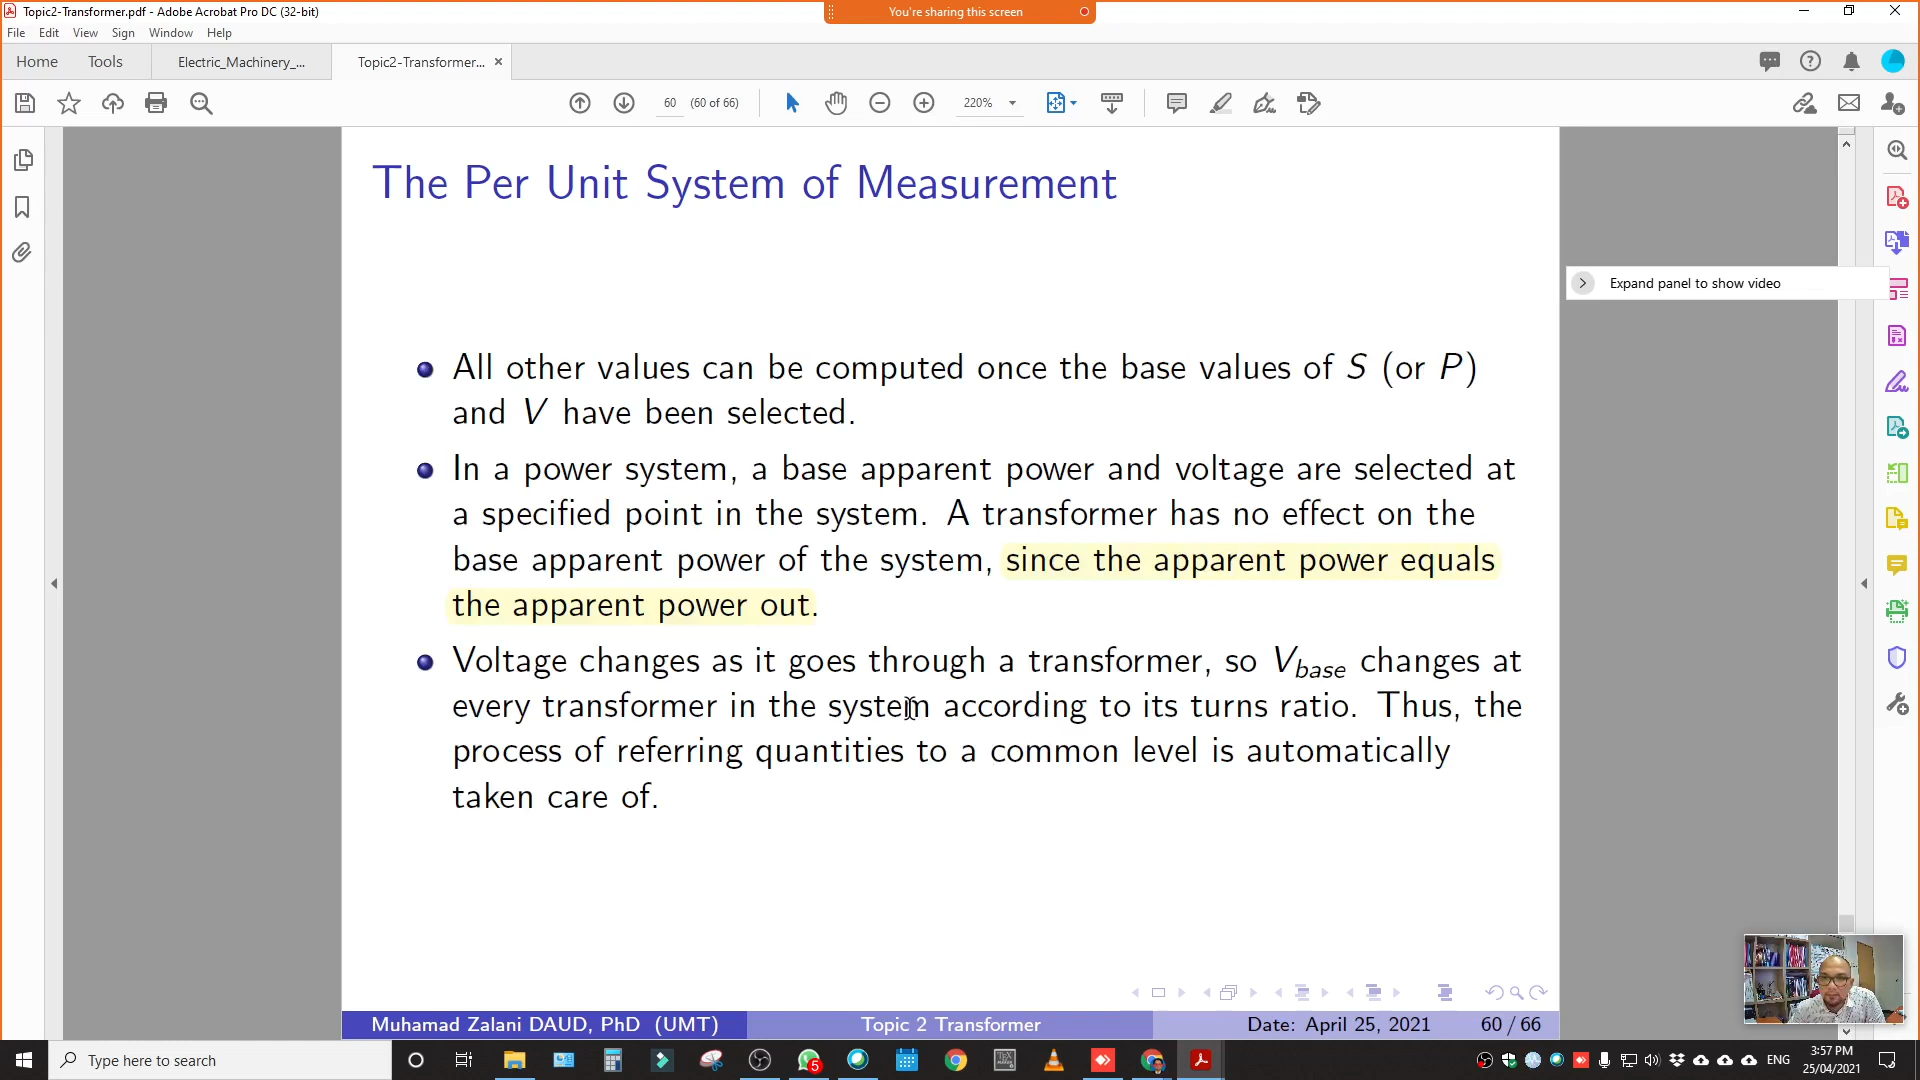 Topic2-Transformer.pdf - Adobe Acrobat Pro DC (32-bit)
You're sharing this screen
File Edit View Sign Window Help
Home Tools Electric_Machinery_... Topic2-Transformer... ×
60 (60 of 66) 220%
The Per Unit System of Measurement
Expand panel to show video
All other values can be computed once the base values of S (or P)
and V have been selected.
In a power system, a base apparent power and voltage are selected at
a specified point in the system. A transformer has no effect on the
base apparent power of the system, since the apparent power equals
the apparent power out.
Voltage changes as it goes through a transformer, so Vbase changes at
every transformer in the system according to its turns ratio. Thus, the
process of referring quantities to a common level is automatically
taken care of.
Muhamad Zalani DAUD, PhD (UMT) Topic 2 Transformer Date: April 25, 2021 60 / 66
Type here to search
5
ENG
3:57 PM
25/04/2021